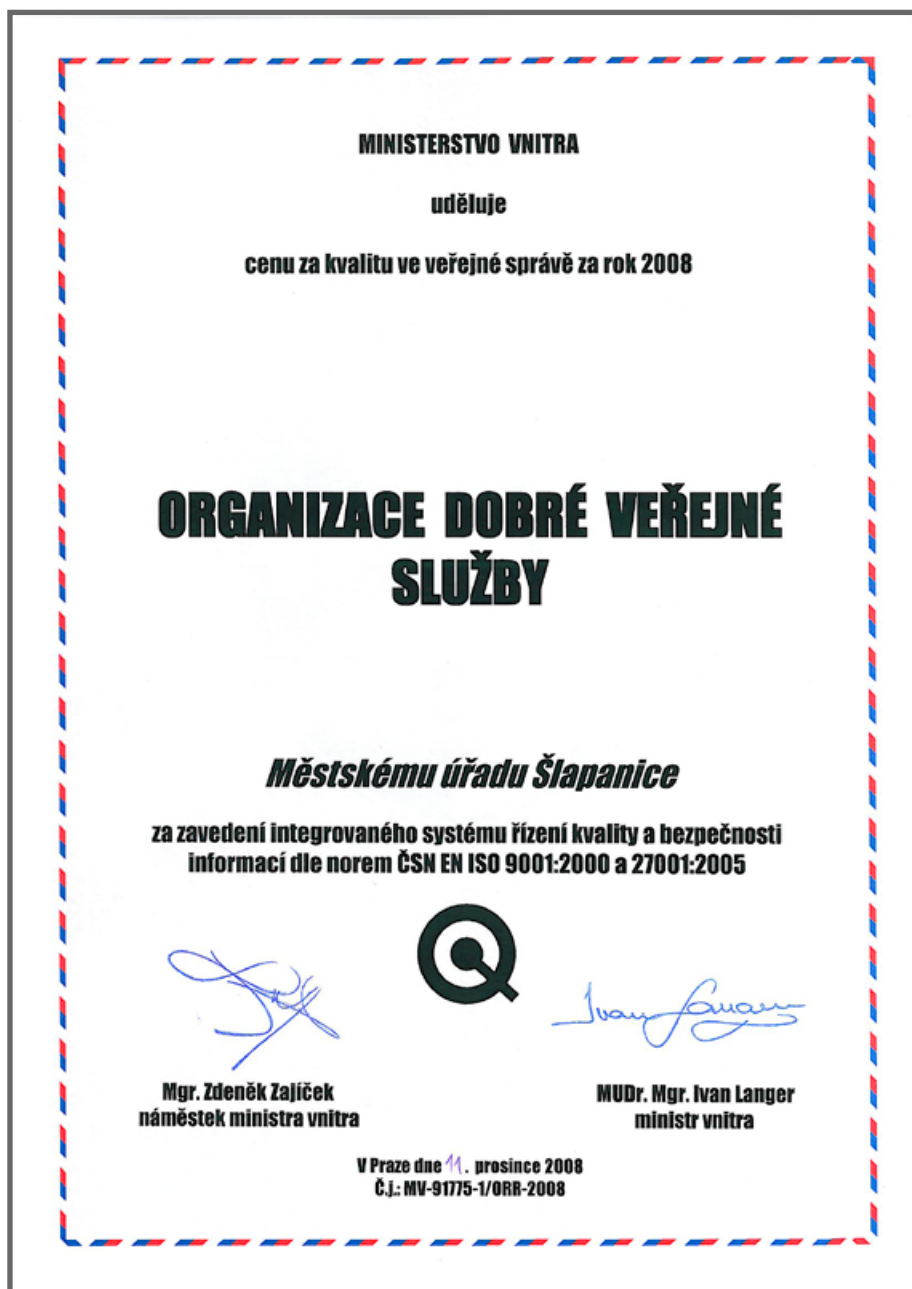 MINISTERSTVO VNITRA
uděluje
cenu za kvalitu ve veřejné správě za rok 2008
ORGANIZACE DOBRÉ VEŘEJNÉ
SLUŽBY
Městskému úřadu Šlapanice
za zavedení integrovaného systému řízení kvality a bezpečnosti
informací dle norem ČSN EN ISO 9001:2000 a 27001:2005
Ivan Langer
Mgr. Zdeněk Zajíček
náměstek ministra vnitra
MUDr. Mgr. Ivan Langer
ministr vnitra
V Praze dne 11. prosince 2008
Č.j.: MV-91775-1/ORR-2008